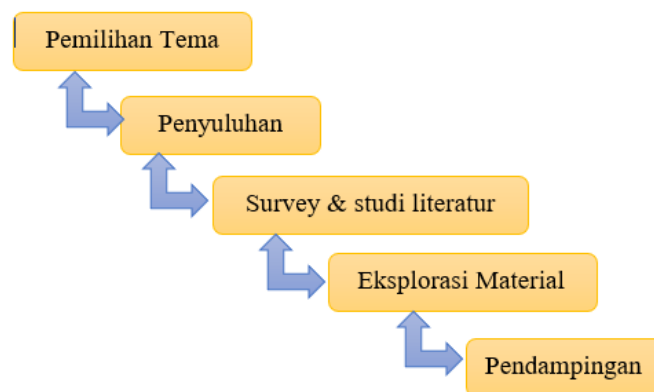 Pemilihan Tema
Penyuluhan
Survey & studi literatur
Eksplorasi Material
Pendampingan